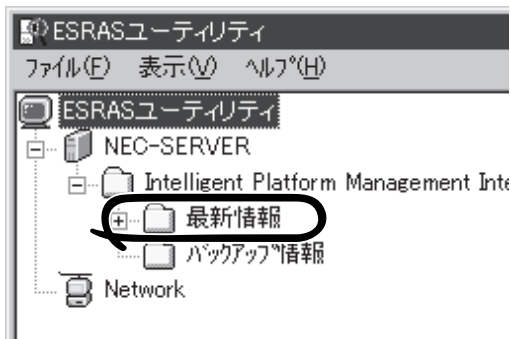 ESRASユーティリティ
ﾌｧｲﾙ(F) 表示(V) ﾍﾙﾌﾟ(H)
ESRASユーティリティ
NEC-SERVER
Intelligent Platform Management Inte
最新情報
ﾊﾞｯｸｱｯﾌﾟ情報
Network